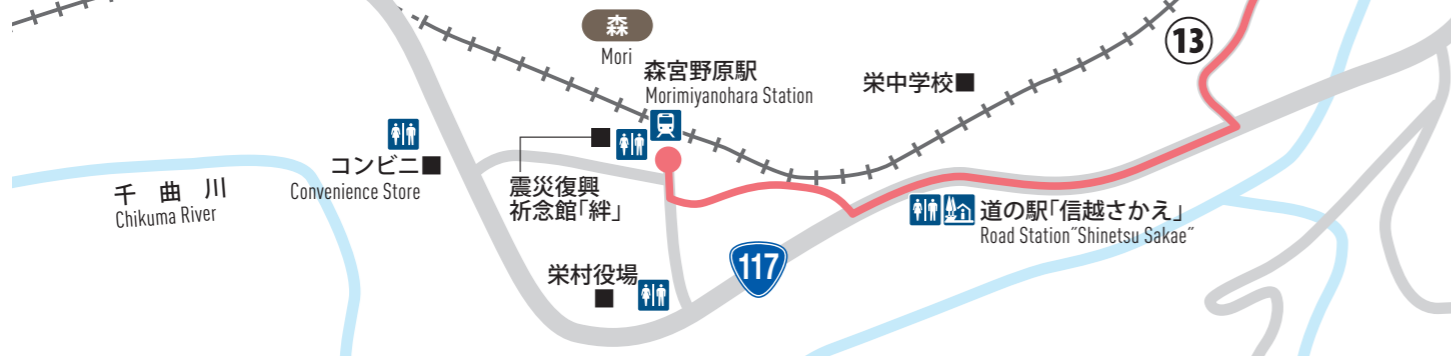 森
Mori
⑬
森宮野原駅
Morimiyanohara Station
栄中学校■
コンビニ■
Convenience Store
千曲川
Chikuma River
震災復興
祈念館「絆」
道の駅「信越さかえ」
Road Station"Shinetsu Sakae"
117
栄村役場